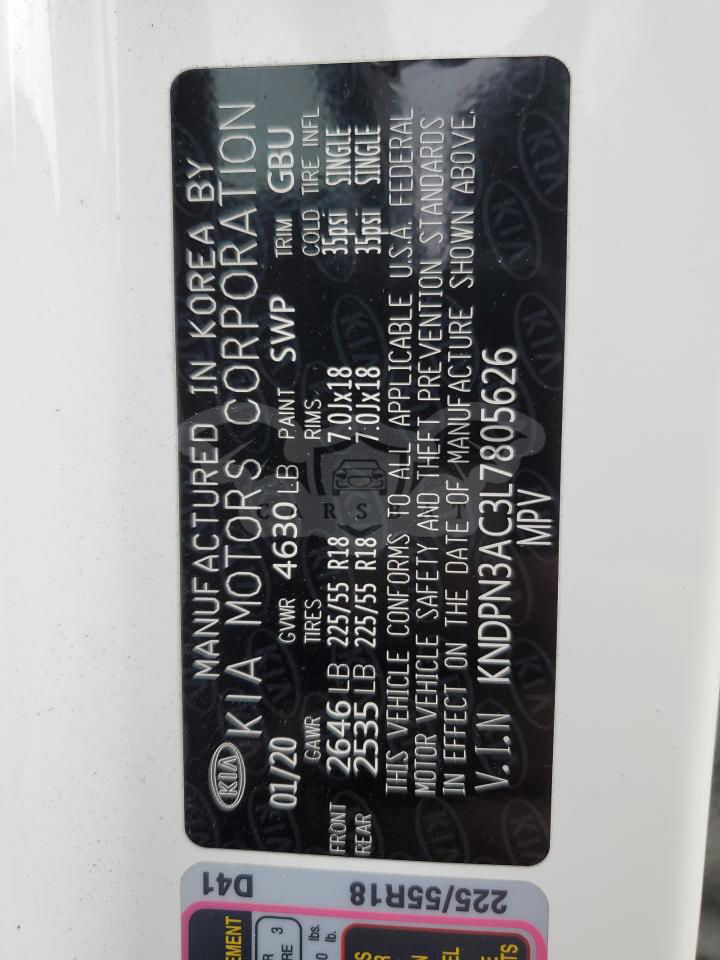 MANUFACTURED IN KOREA BY
KIA KIA MOTORS CORPORATION
01/20 GVWR 4630 LB PAINT SWP TRIM GBU
GAWR TIRES RIMS COLD TIRE INFL
FRONT 2646 LB 225/55 R18 7.0Jx18 35psi SINGLE
REAR 2535 LB 225/55 R18 7.0Jx18 35psi SINGLE
THIS VEHICLE CONFORMS TO ALL APPLICABLE U.S.A. FEDERAL
MOTOR VEHICLE SAFETY AND THEFT PREVENTION STANDARDS
IN EFFECT ON THE DATE OF MANUFACTURE SHOWN ABOVE.
V.I.N KNDPN3AC3L7805626
MPV
D41
225/55R18